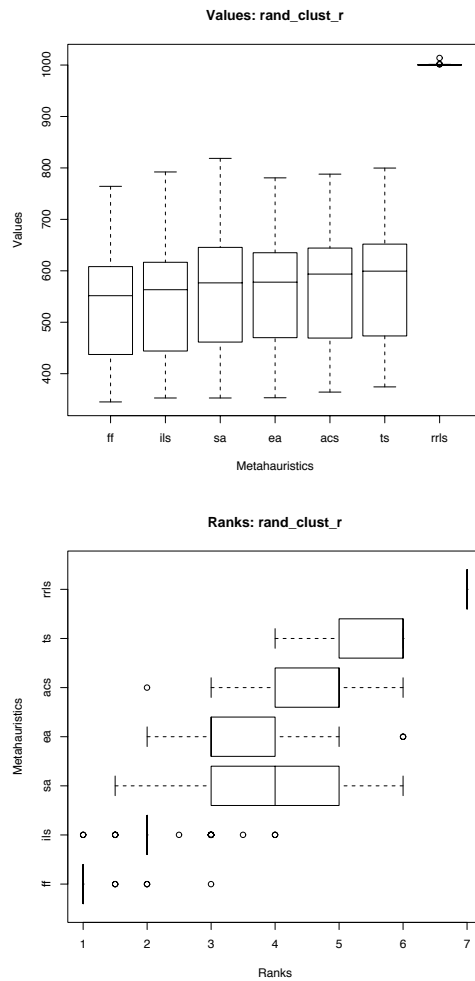 Values: rand_clust_r
1000
900
800
700
600
500
400
Values
ff ils sa ea acs ts rrls
Metahauristics
Ranks: rand_clust_r
rrls
ts
acs
ea
sa
ils
ff
Metahauristics
1 2 3 4 5 6 7
Ranks